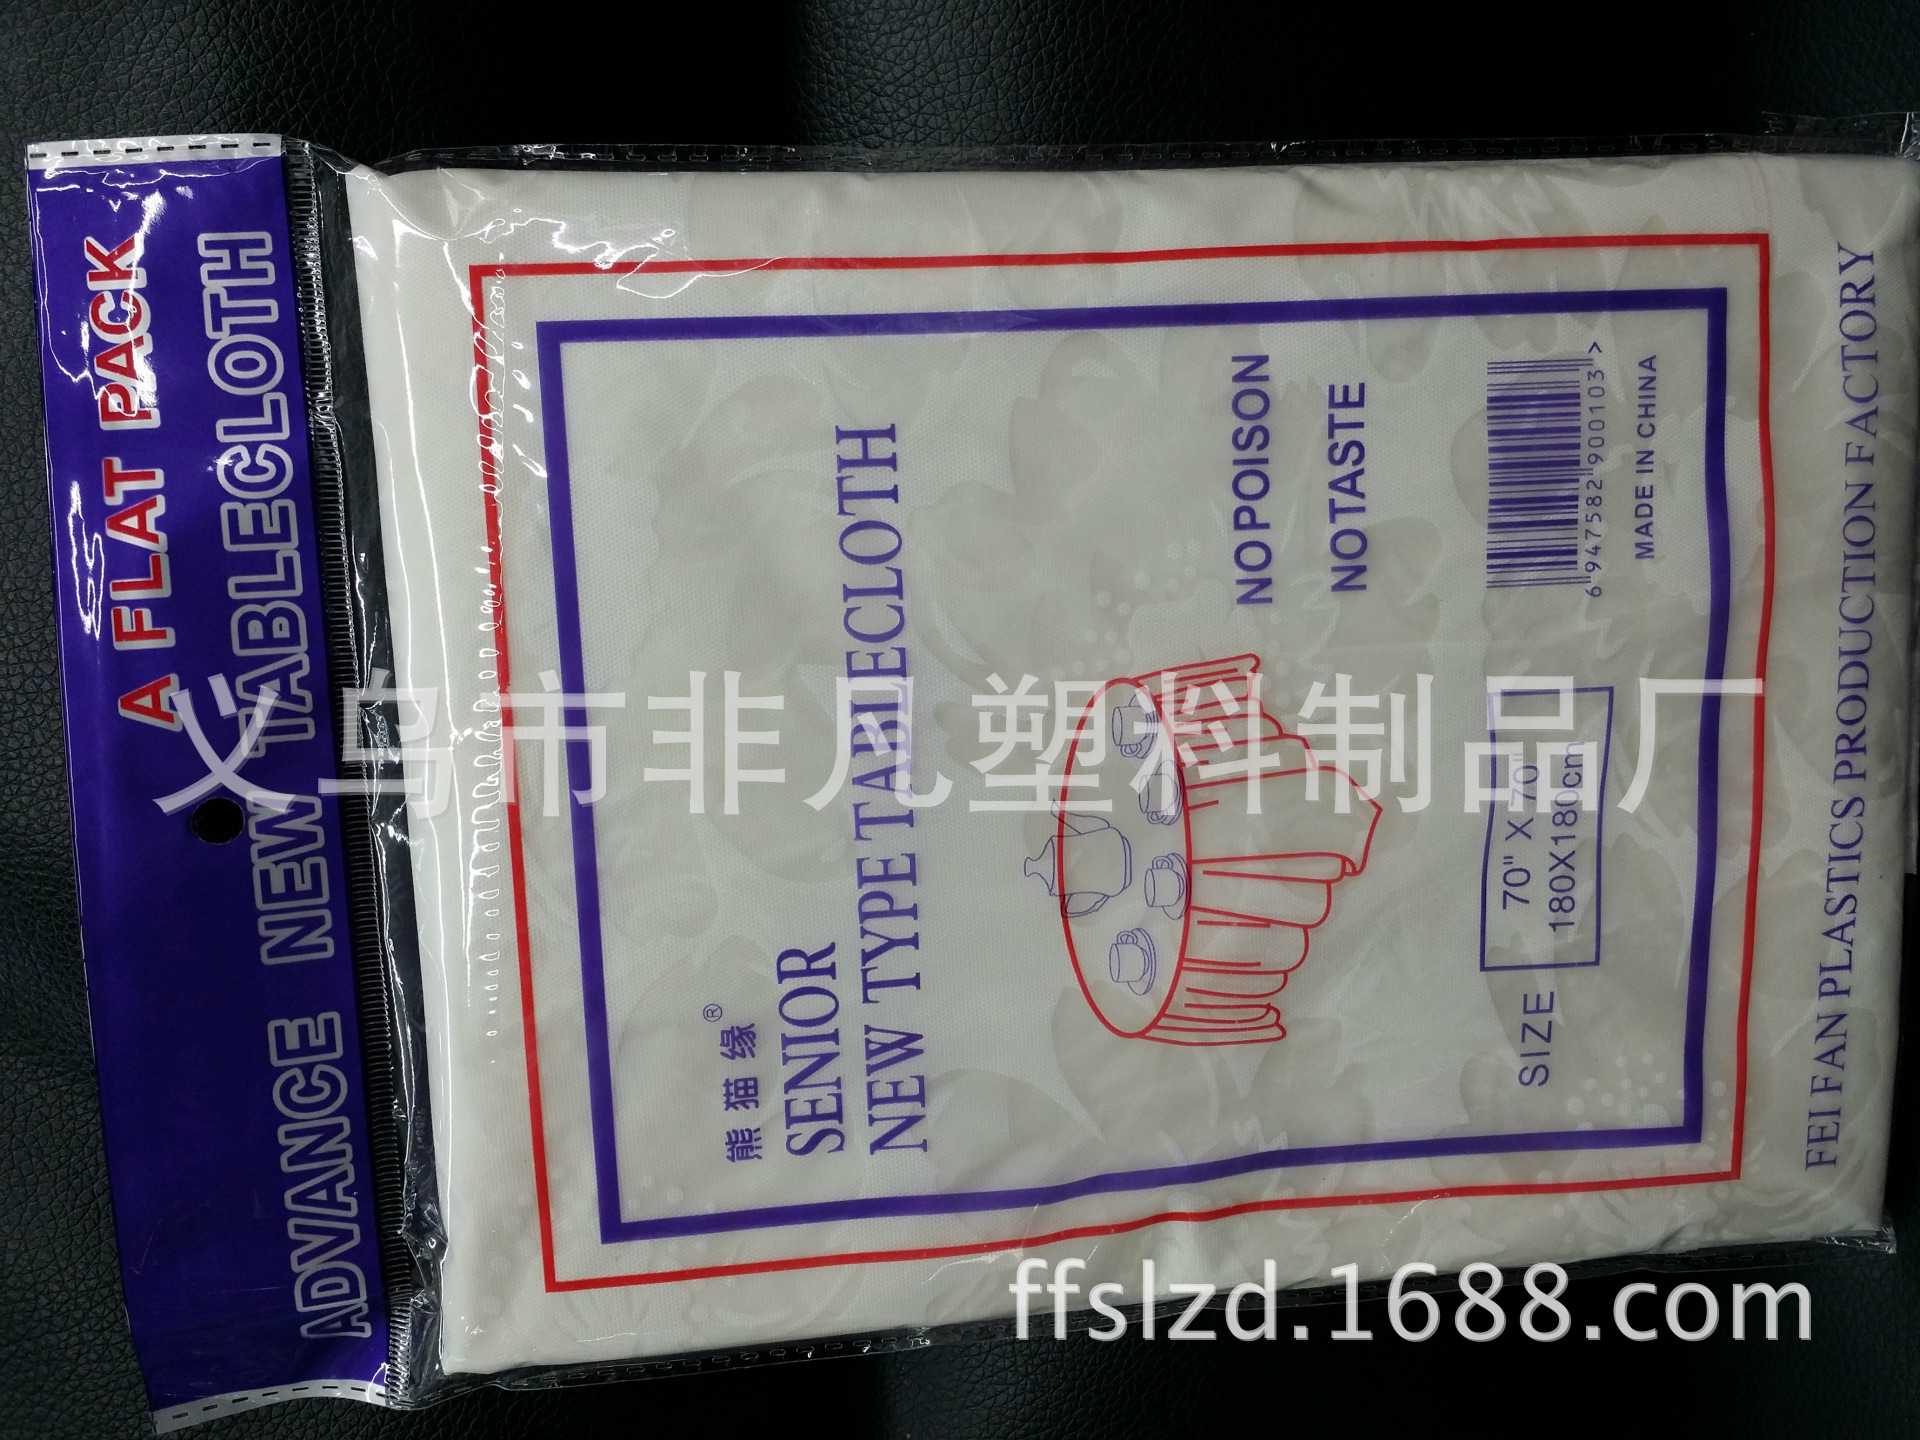 A FLAT PACK
ADVANCE NEW TABLECLOTH
熊猫缘®
SENIOR
NEW TYPE TABLECLOTH
NOPOISON
NOTASTE
SIZE
70" X 70"
180X180cm
6"947582"900103">
MADE IN CHINA
FEI FAN PLASTICS PRODUCTION FACTORY
义乌市非凡塑料制品厂
ffslzd.1688.com